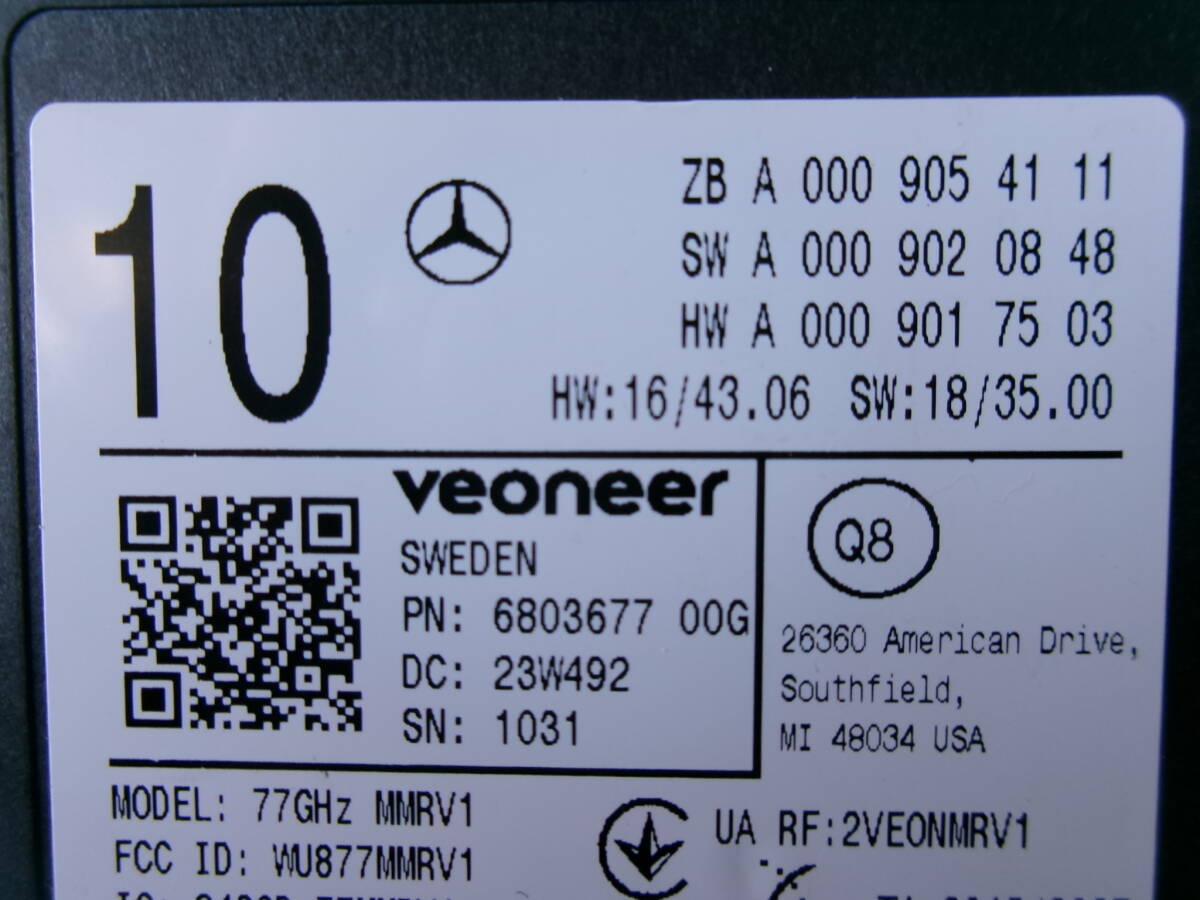 10
ZB A 000 905 41 11
SW A 000 902 08 48
HW A 000 901 75 03
HW:16/43.06 SW:18/35.00
veoneer
SWEDEN
PN: 6803677 00G
DC: 23W492
SN: 1031
Q8
26360 American Drive,
Southfield,
MI 48034 USA
MODEL: 77GHz MMRV1
FCC ID: WU877MMRV1
UA RF:2VEONMRV1